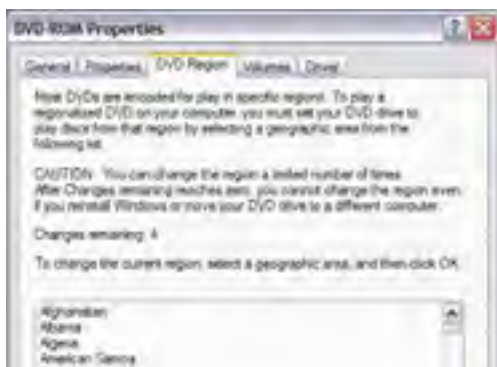 DVD-ROM Properties
General Properties DVD Region Volumes Driver
Most DVDs are encoded for play in specific regions. To play a
regionalized DVD on your computer, you must set your DVD drive to
play discs from that region by selecting a geographic area from the
following list.
CAUTION You can change the region a limited number of times.
After Changes remaining reaches zero, you cannot change the region even
if you reinstall Windows or move your DVD drive to a different computer.
Changes remaining: 4
To change the current region, select a geographic area, and then click OK.
Afghanistan
Albania
Algeria
American Samoa